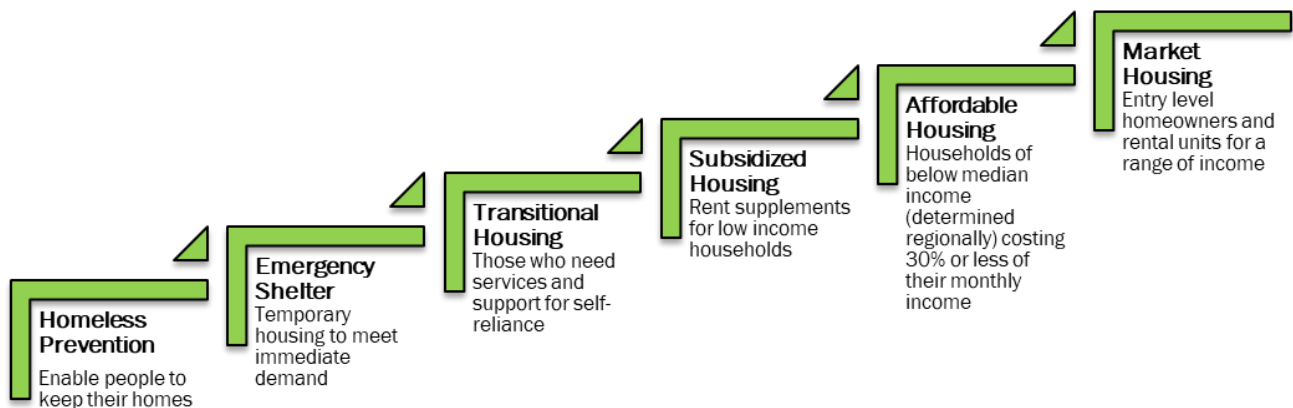 Homeless
Prevention
Enable people to
keep their homes
Emergency
Shelter
Temporary
housing to meet
immediate
demand
Transitional
Housing
Those who need
services and
support for self-
reliance
Subsidized
Housing
Rent supplements
for low income
households
Affordable
Housing
Households of
below median
income
(determined
regionally) costing
30% or less of
their monthly
income
Market
Housing
Entry level
homeowners and
rental units for a
range of income